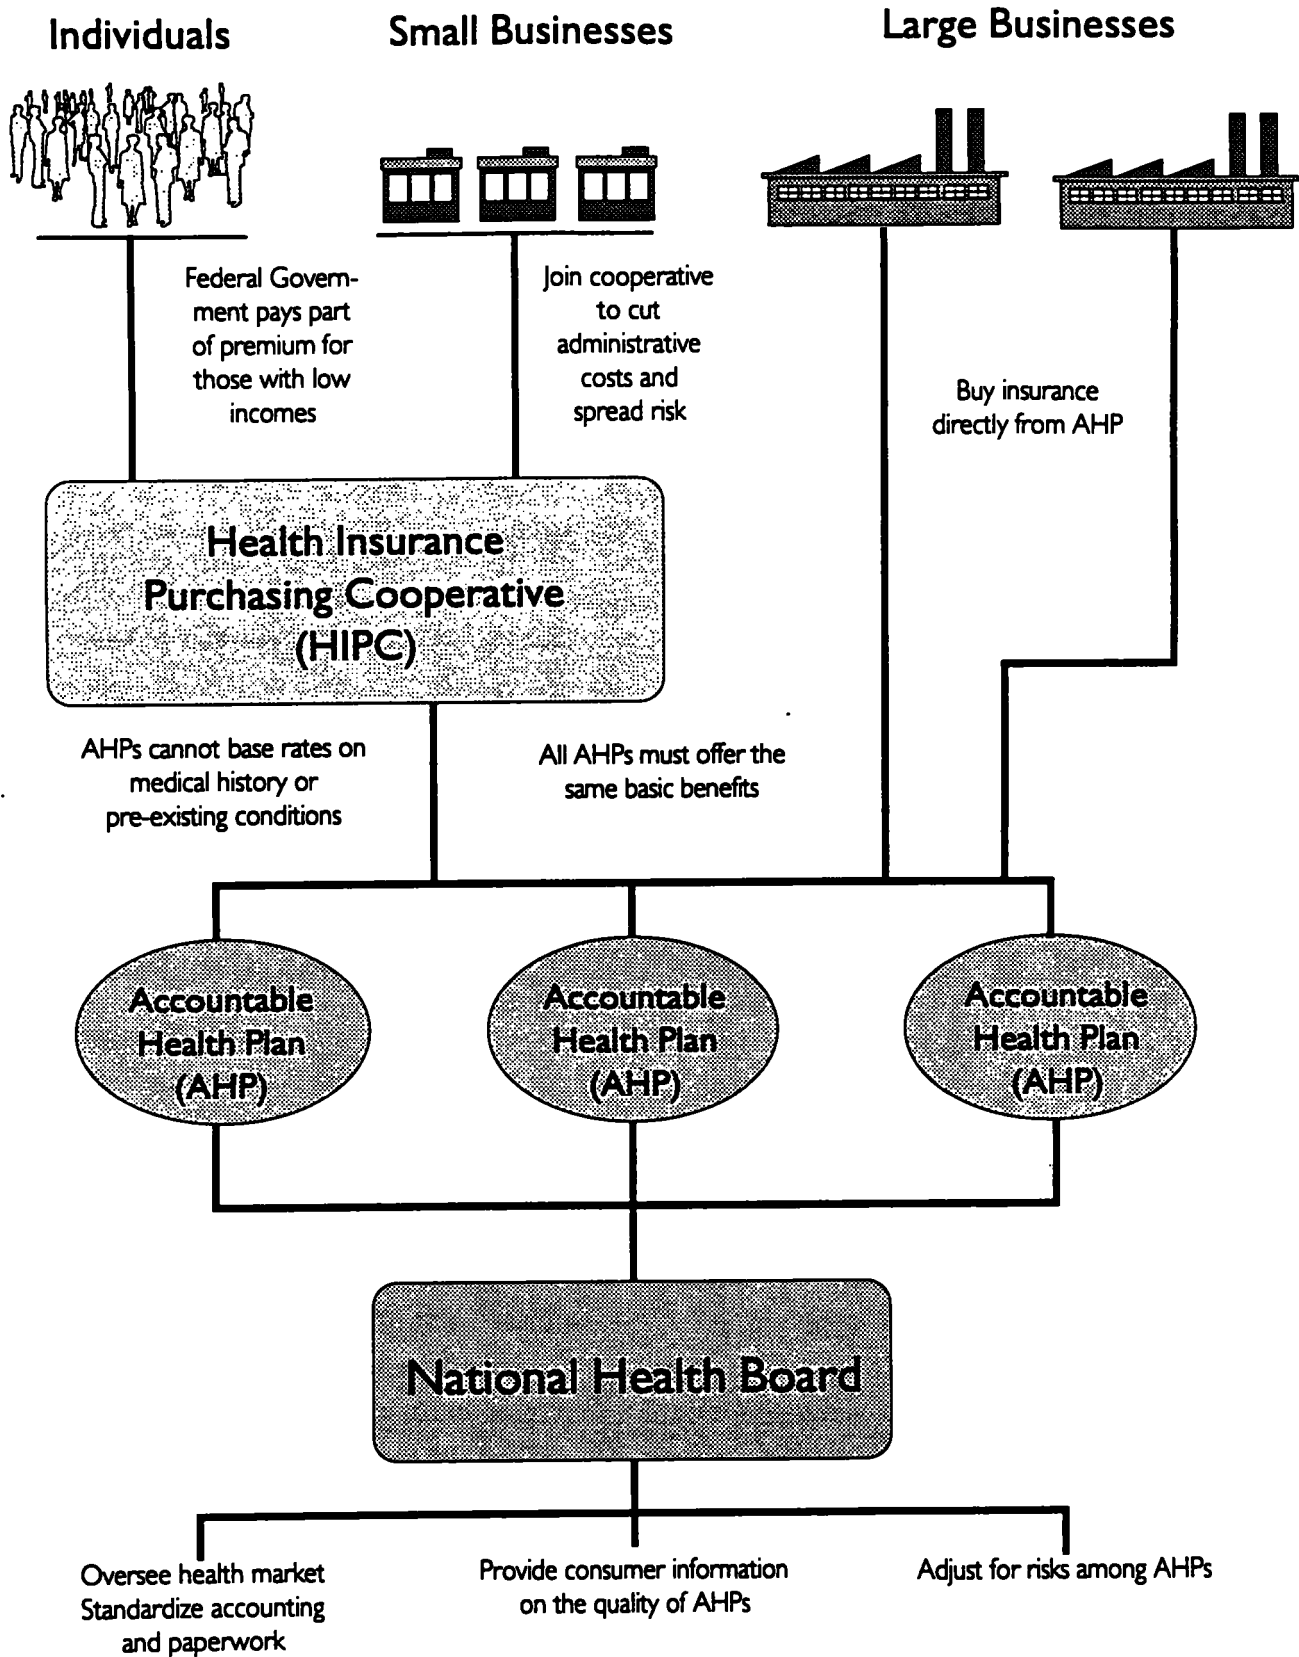 Individuals
Small Businesses
Large Businesses
Federal Govern-
ment pays part
of premium for
those with low
incomes
Join cooperative
to cut
administrative
costs and
spread risk
Buy insurance
directly from AHP
Health Insurance
Purchasing Cooperative
(HIPC)
AHPs cannot base rates on
medical history or
pre-existing conditions
All AHPs must offer the
same basic benefits
Accountable
Health Plan
(AHP)
Accountable
Health Plan
(AHP)
Accountable
Health Plan
(AHP)
National Health Board
Oversee health market
Standardize accounting
and paperwork
Provide consumer information
on the quality of AHPs
Adjust for risks among AHPs